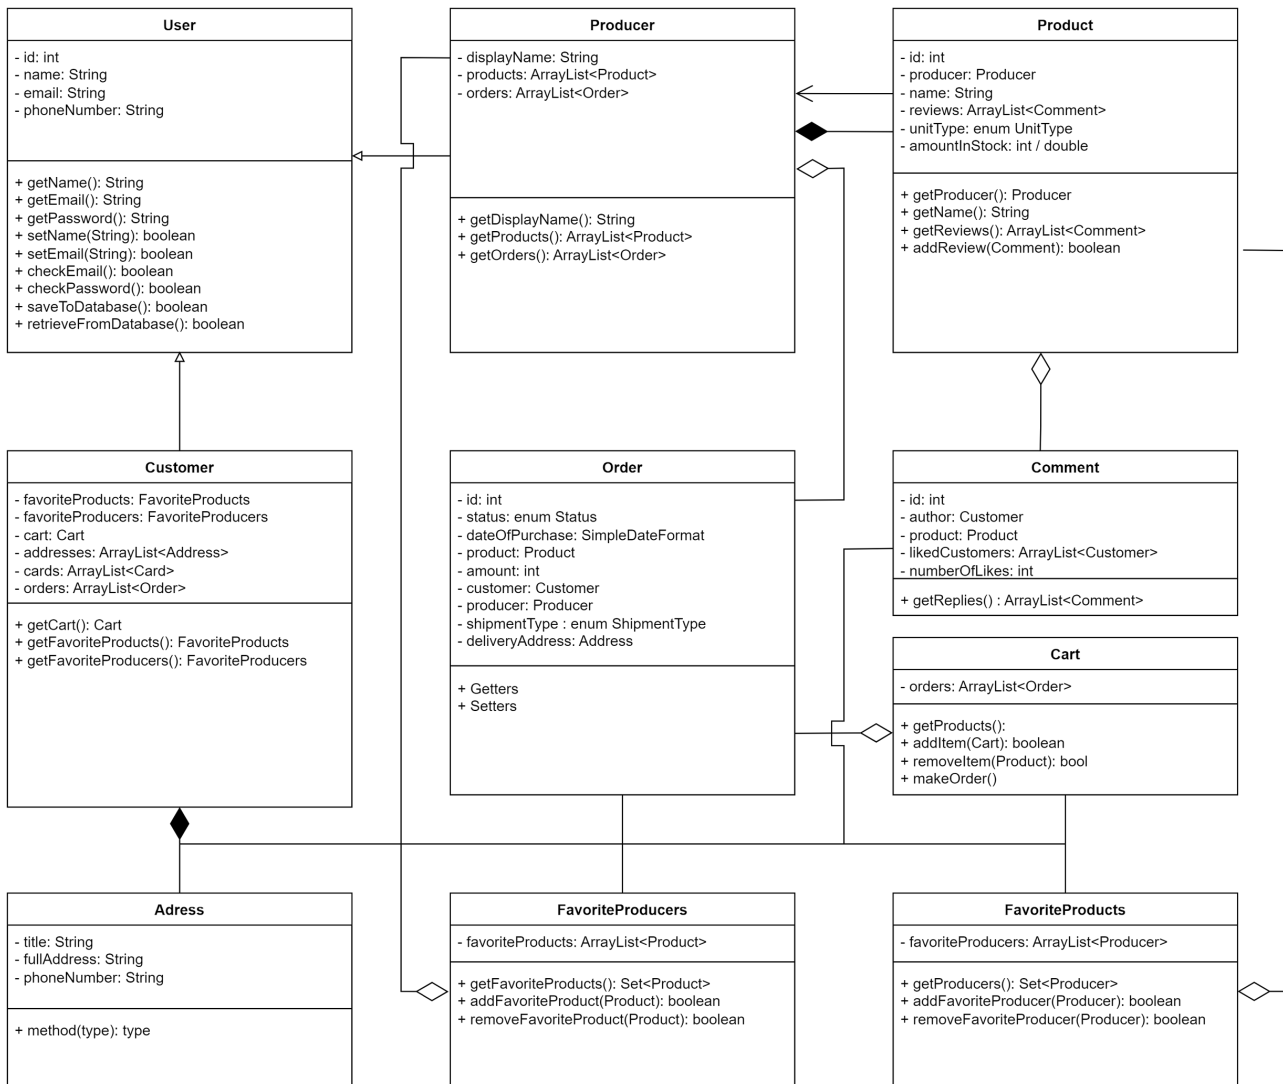 User
- id: int
- name: String
- email: String
- phoneNumber: String
+ getName(): String
+ getEmail(): String
+ getPassword(): String
+ setName(String): boolean
+ setEmail(String): boolean
+ checkEmail(): boolean
+ checkPassword(): boolean
+ saveToDatabase(): boolean
+ retrieveFromDatabase(): boolean
Producer
- displayName: String
- products: ArrayList<Product>
- orders: ArrayList<Order>
+ getDisplayName(): String
+ getProducts(): ArrayList<Product>
+ getOrders(): ArrayList<Order>
Product
- id: int
- producer: Producer
- name: String
- reviews: ArrayList<Comment>
- unitType: enum UnitType
- amountInStock: int / double
+ getProducer(): Producer
+ getName(): String
+ getReviews(): ArrayList<Comment>
+ addReview(Comment): boolean
Customer
- favoriteProducts: FavoriteProducts
- favoriteProducers: FavoriteProducers
- cart: Cart
- addresses: ArrayList<Address>
- cards: ArrayList<Card>
- orders: ArrayList<Order>
+ getCart(): Cart
+ getFavoriteProducts(): FavoriteProducts
+ getFavoriteProducers(): FavoriteProducers
Order
- id: int
- status: enum Status
- dateOfPurchase: SimpleDateFormat
- product: Product
- amount: int
- customer: Customer
- producer: Producer
- shipmentType : enum ShipmentType
- deliveryAddress: Address
+ Getters
+ Setters
Comment
- id: int
- author: Customer
- product: Product
- likedCustomers: ArrayList<Customer>
- numberOfLikes: int
+ getReplies() : ArrayList<Comment>
Cart
- orders: ArrayList<Order>
+ getProducts():
+ addItem(Cart): boolean
+ removeItem(Product): bool
+ makeOrder()
Adress
- title: String
- fullAddress: String
- phoneNumber: String
+ method(type): type
FavoriteProducers
- favoriteProducts: ArrayList<Product>
+ getFavoriteProducts(): Set<Product>
+ addFavoriteProduct(Product): boolean
+ removeFavoriteProduct(Product): boolean
FavoriteProducts
- favoriteProducers: ArrayList<Producer>
+ getProducers(): Set<Producer>
+ addFavoriteProducer(Producer): boolean
+ removeFavoriteProducer(Producer): boolean